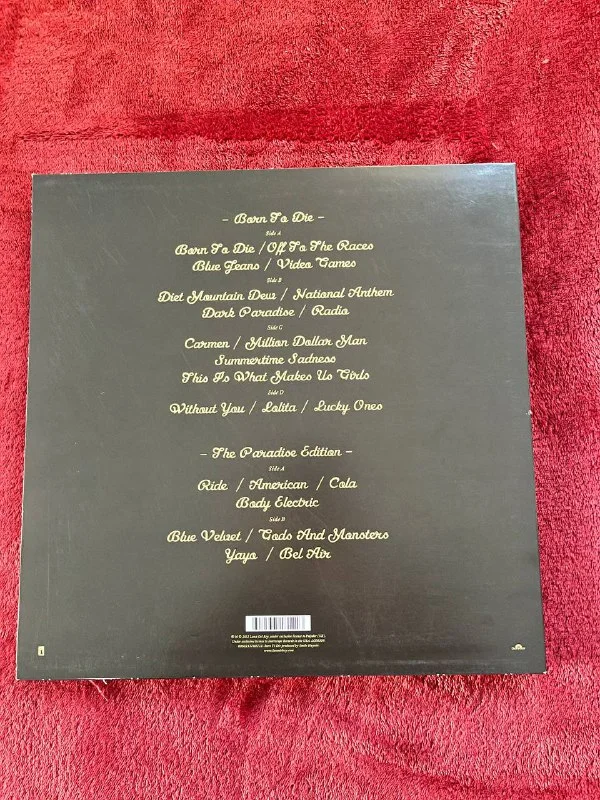 - Born To Die -
Side A
Born To Die / Off To The Races
Blue Jeans / Video Games
Side B
Diet Mountain Dew / National Anthem
Dark Paradise / Radio
Side C
Carmen / Million Dollar Man
Summertime Sadness
This Is What Makes Us Girls
Side D
Without You / Lolita / Lucky Ones
- The Paradise Edition -
Side A
Ride / American / Cola
Body Electric
Side B
Blue Velvet / Gods And Monsters
Yayo / Bel Air